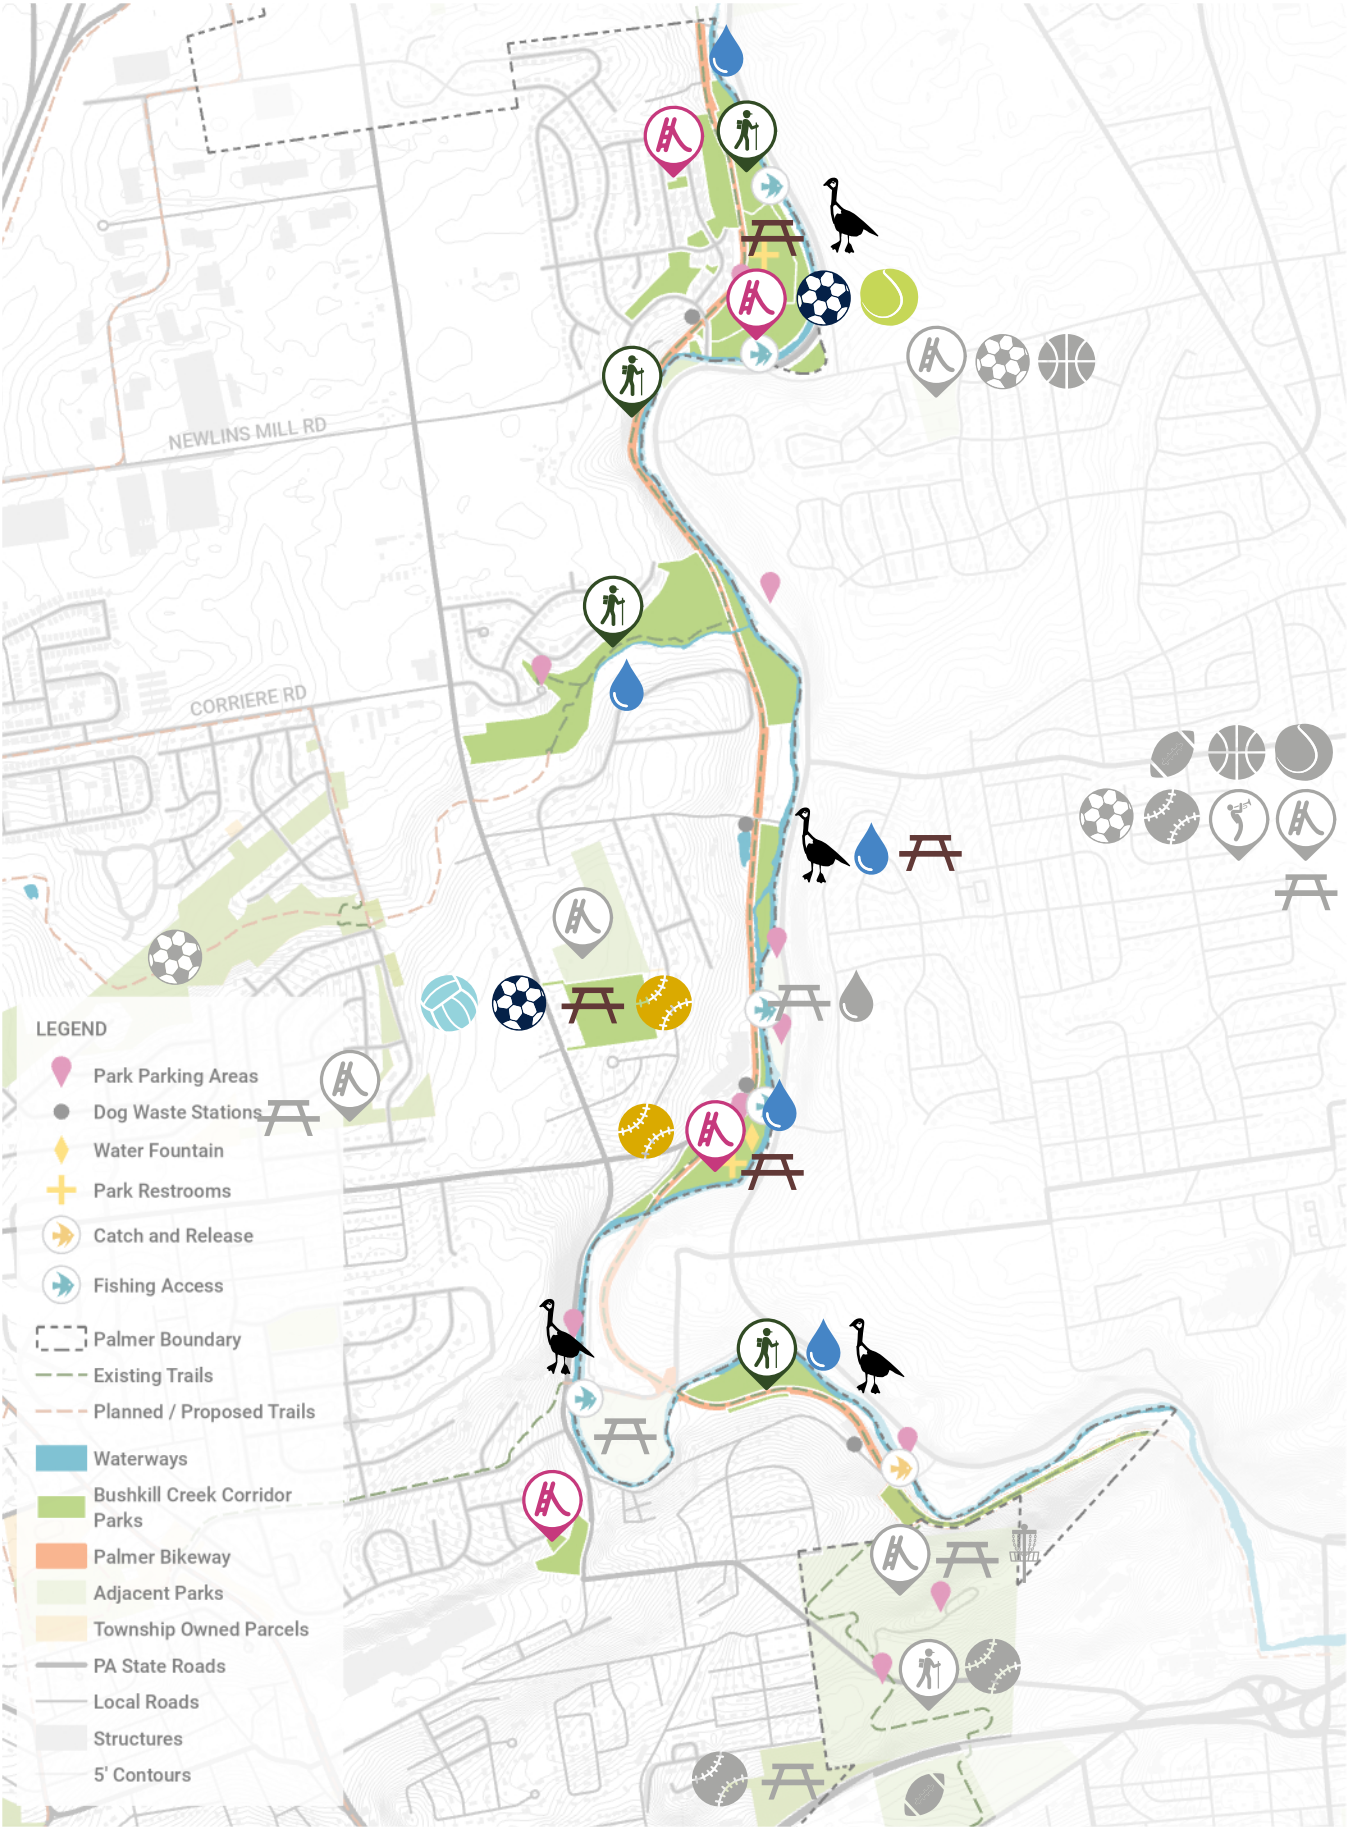 NEWLINS MILL RD
CORRIERE RD
LEGEND
Park Parking Areas
Dog Waste Stations
Water Fountain
Park Restrooms
Catch and Release
Fishing Access
Palmer Boundary
Existing Trails
Planned / Proposed Trails
Waterways
Bushkill Creek Corridor
Parks
Palmer Bikeway
Adjacent Parks
Township Owned Parcels
PA State Roads
Local Roads
Structures
5' Contours